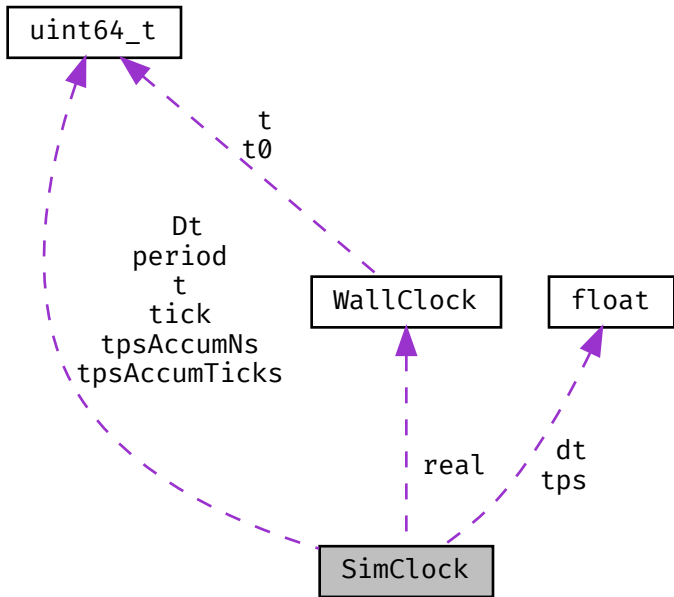 uint64_t
t
t0
Dt
period
t
tick
tpsAccumNs
tpsAccumTicks
WallClock
float
real
dt
tps
SimClock